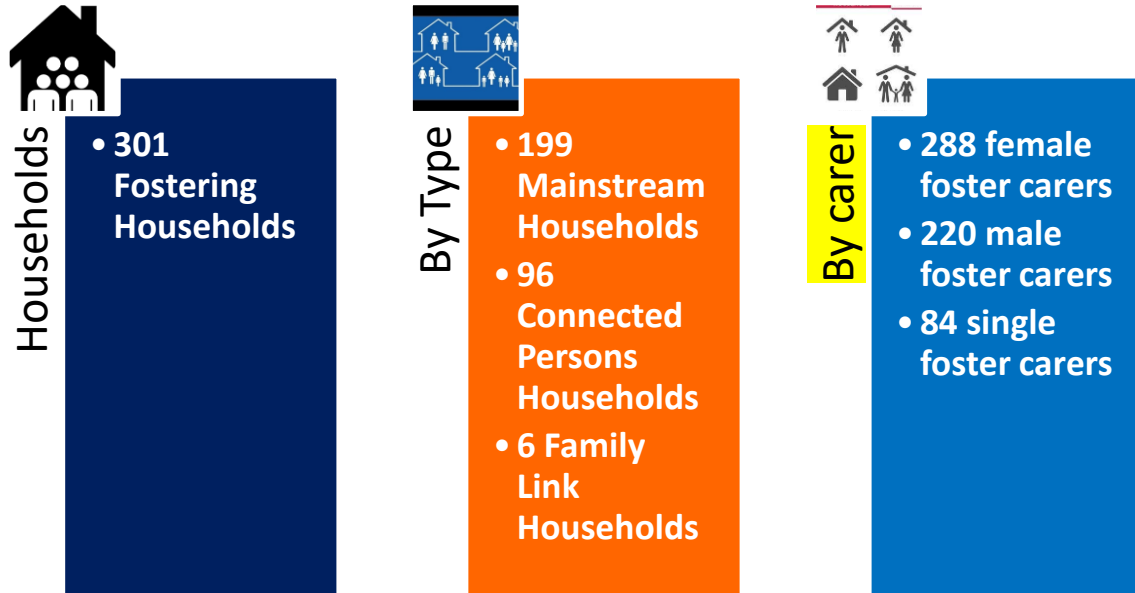 Households
• 301
Fostering
Households
By Type
• 199
Mainstream
Households
• 96
Connected
Persons
Households
• 6 Family
Link
Households
By carer
• 288 female
foster carers
• 220 male
foster carers
• 84 single
foster carers